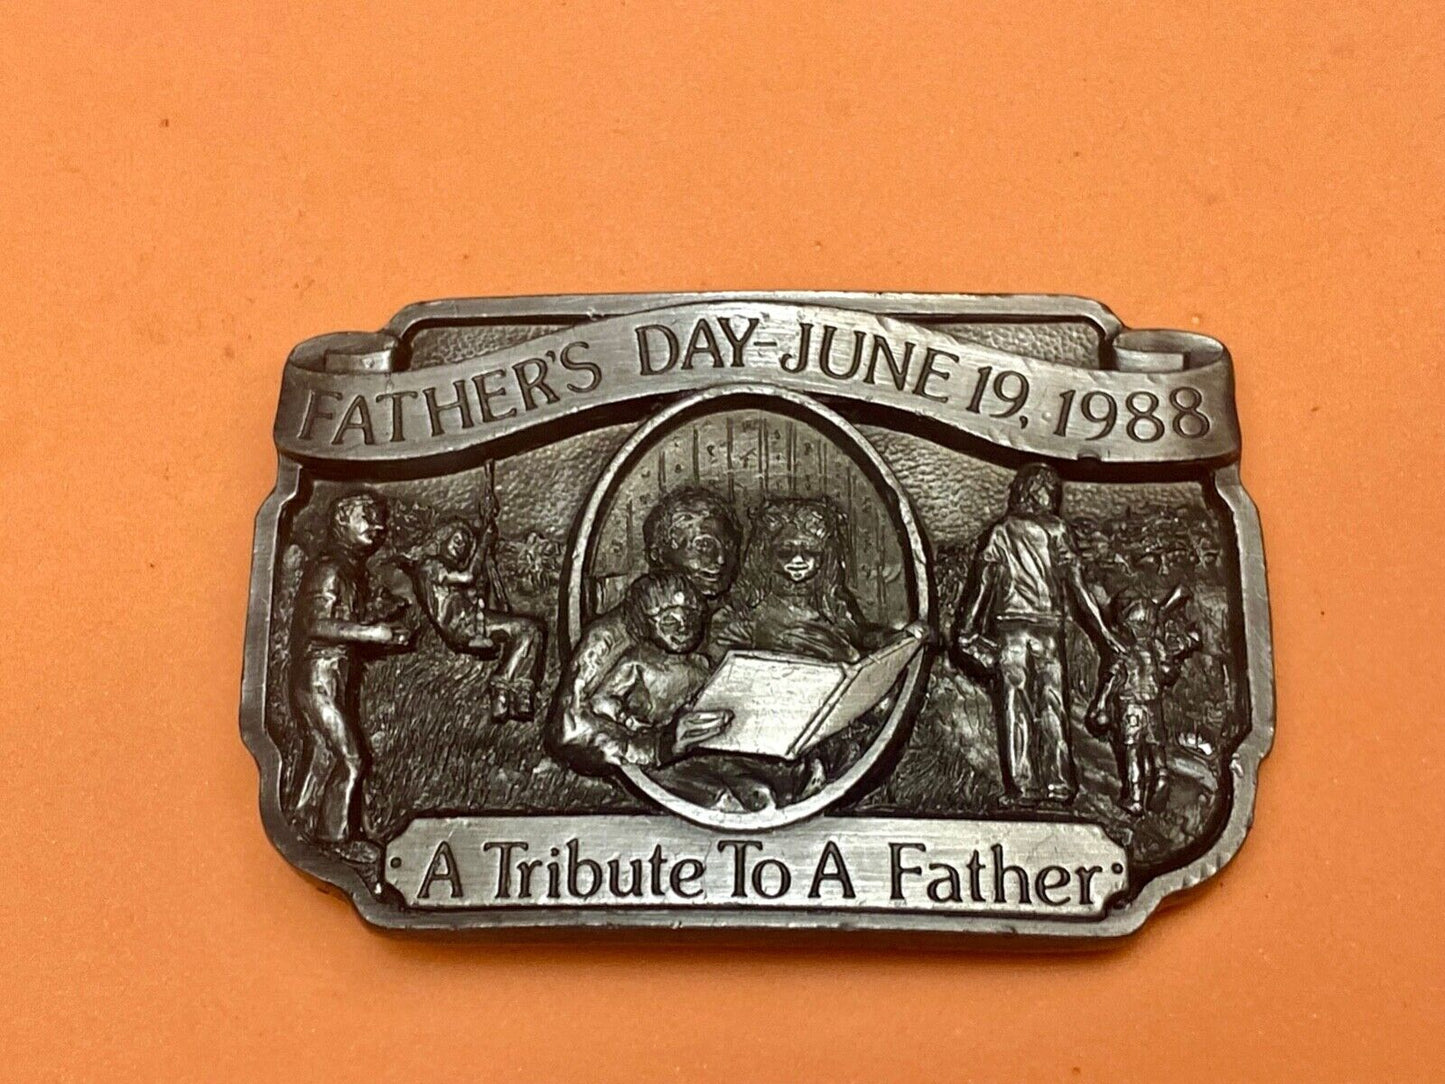 FATHER'S DAY-JUNE 19, 1988
A Tribute To A Father